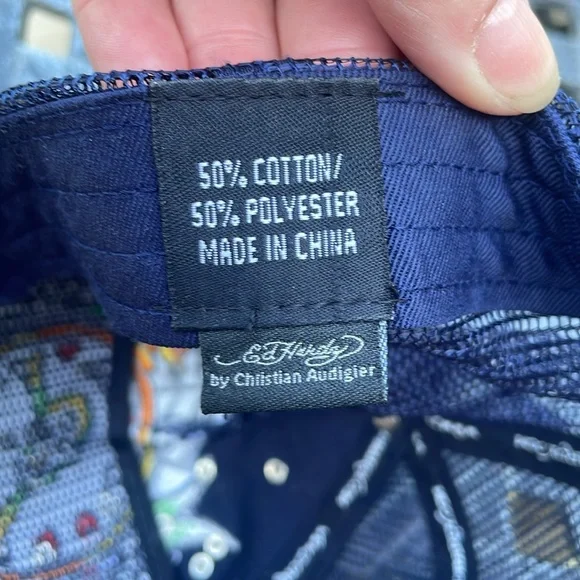 50% COTTON/
50% POLYESTER
MADE IN CHINA
Ed Hardy
by Christian Audigier